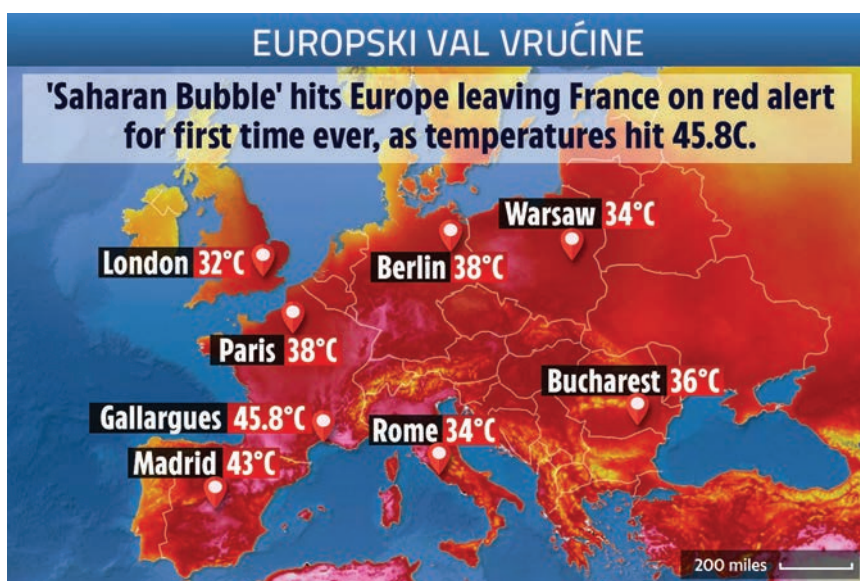 EUROPSKI VAL VRUĆINE
'Saharan Bubble' hits Europe leaving France on red alert
for first time ever, as temperatures hit 45.8C.
Warsaw 34°C
London 32°C
Berlin 38°C
Paris 38°C
Bucharest 36°C
Gallargues 45.8°C
Rome 34°C
Madrid 43°C
200 miles